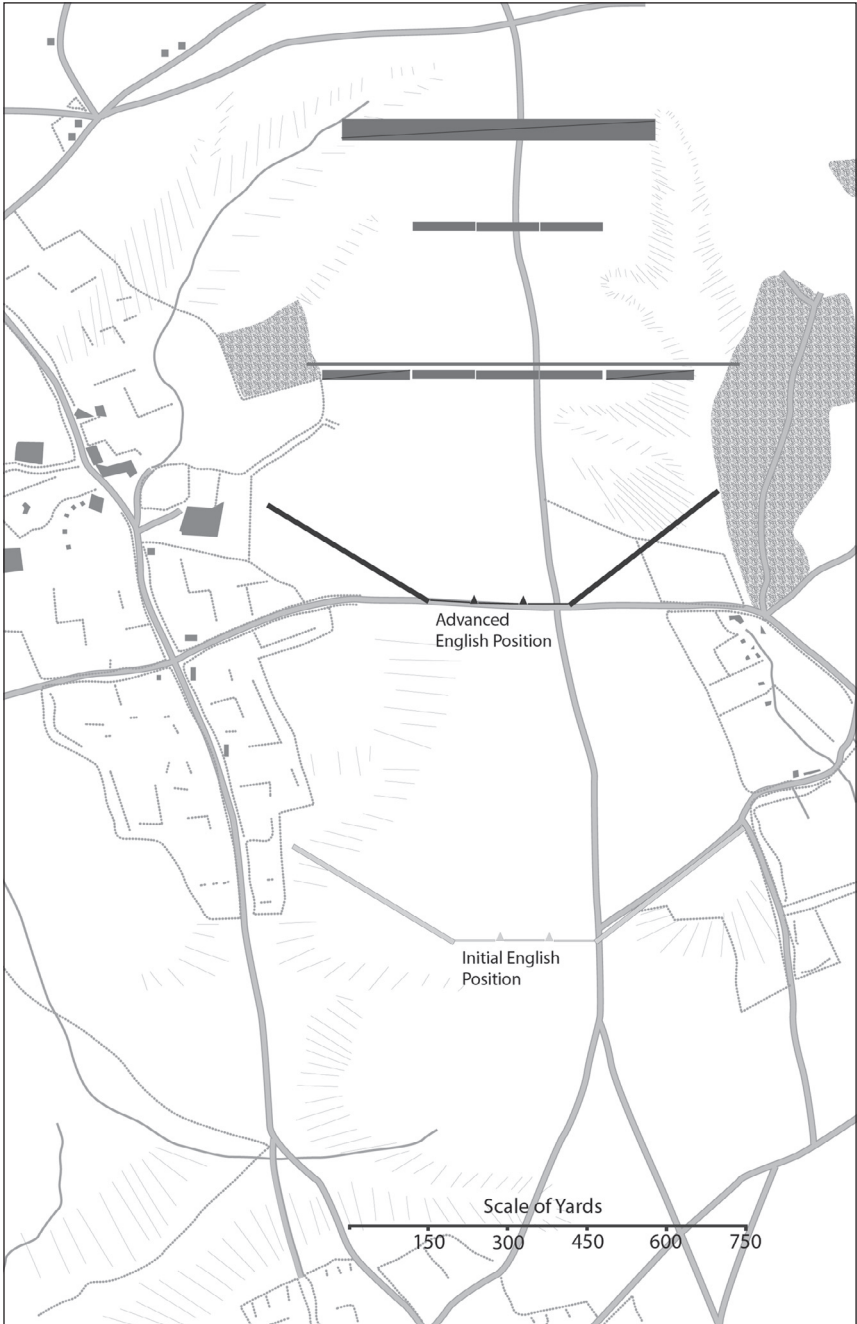 Advanced
English Position
Initial English
Position
Scale of Yards
150 300 450 600 750